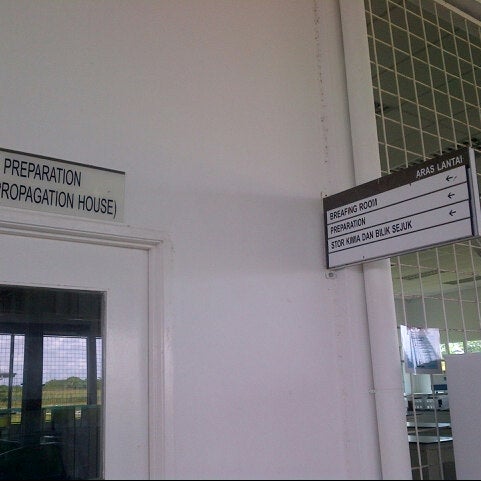 PREPARATION
PROPAGATION HOUSE)
ARAS LANTAI
BREAFING ROOM ←
PREPARATION ←
STOR KIMIA DAN BILIK SEJUK ←